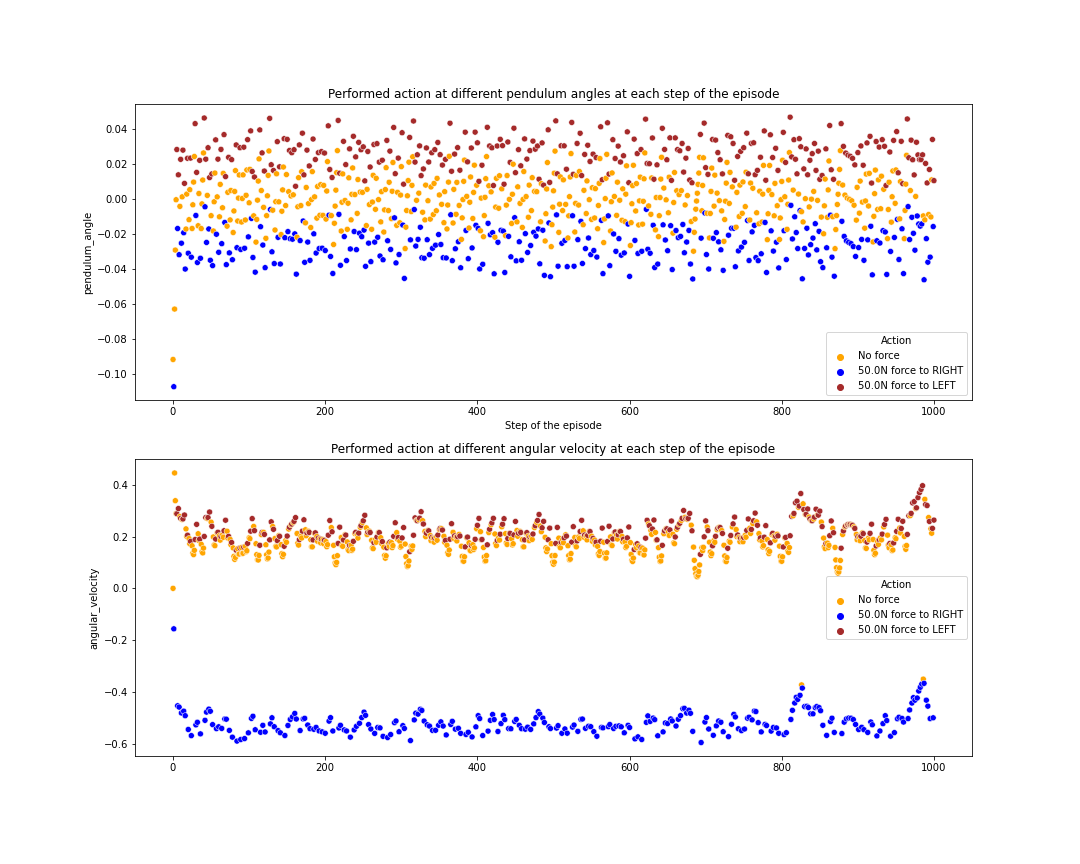 Performed action at different pendulum angles at each step of the episode
pendulum_angle
0.04
0.02
0.00
−0.02
−0.04
−0.06
−0.08
−0.10
Action
No force
50.0N force to RIGHT
50.0N force to LEFT
0
200
400
600
800
1000
Step of the episode
Performed action at different angular velocity at each step of the episode
angular_velocity
0.4
0.2
0.0
−0.2
−0.4
−0.6
Action
No force
50.0N force to RIGHT
50.0N force to LEFT
0
200
400
600
800
1000